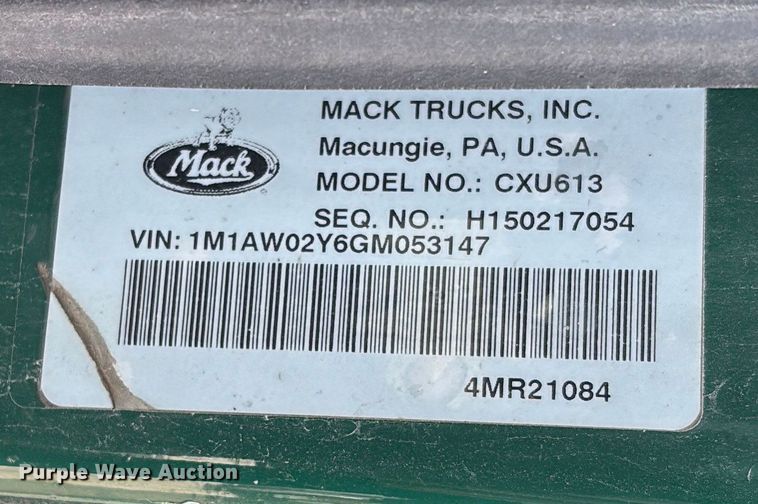 MACK TRUCKS, INC.
Mack
Macungie, PA, U.S.A.
MODEL NO.: CXU613
SEQ. NO.: H150217054
VIN: 1M1AW02Y6GM053147
4MR21084
Purple Wave Auction